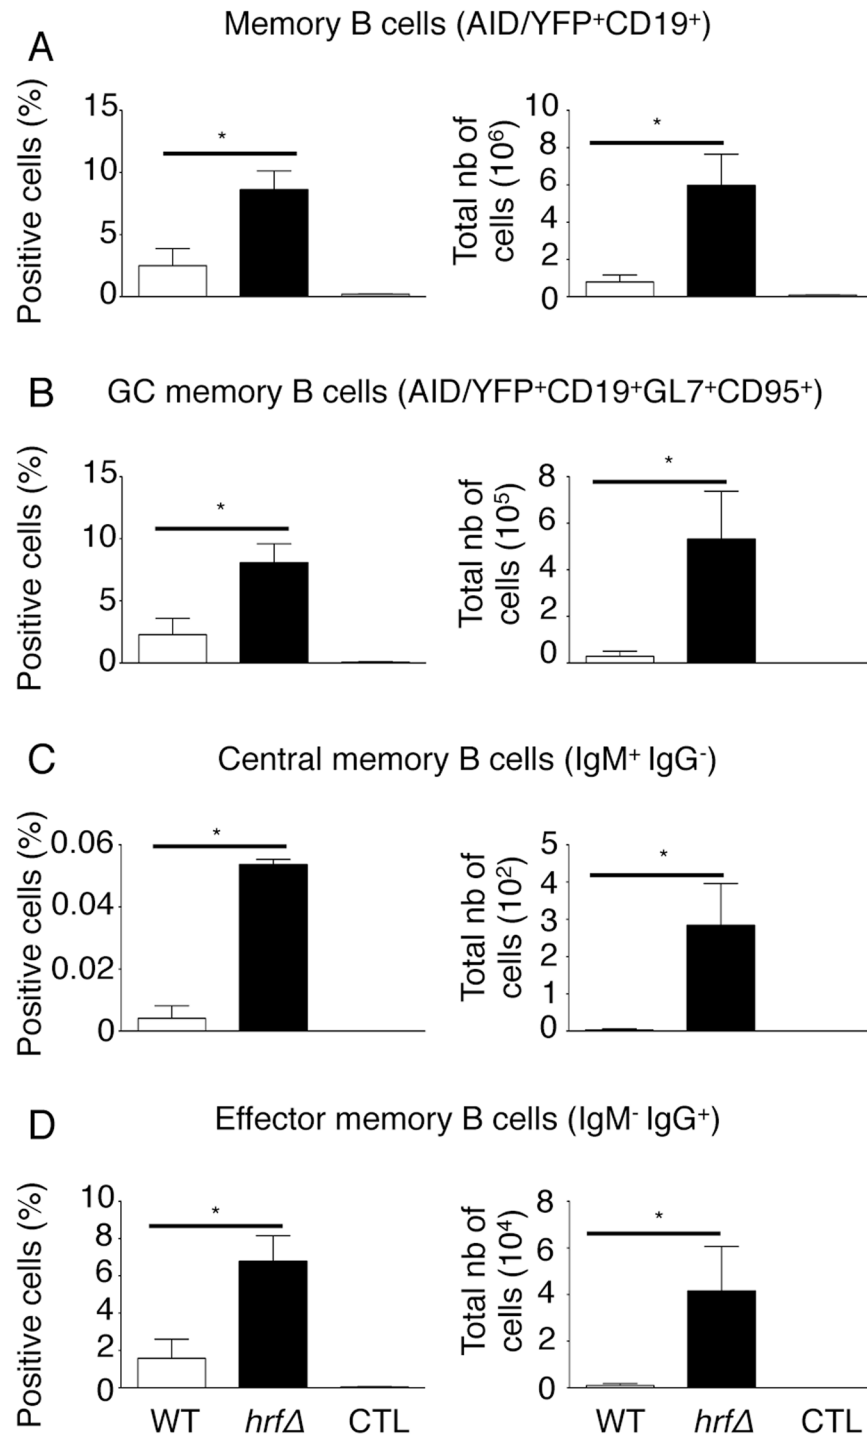 A
Memory B cells (AID/YFP⁺CD19⁺)
Positive cells (%)
15
10
5
0
*
Total nb of
cells (10⁶)
10
8
6
4
2
0
*
B
GC memory B cells (AID/YFP⁺CD19⁺GL7⁺CD95⁺)
Positive cells (%)
15
10
5
0
*
Total nb of
cells (10⁵)
8
6
4
2
0
*
C
Central memory B cells (IgM⁺ IgG⁻)
Positive cells (%)
0.06
0.04
0.02
0
*
Total nb of
cells (10²)
5
4
3
2
1
0
*
D
Effector memory B cells (IgM⁻ IgG⁺)
Positive cells (%)
10
8
6
4
2
0
*
WT hrfΔ CTL
Total nb of
cells (10⁴)
8
6
4
2
0
*
WT hrfΔ CTL